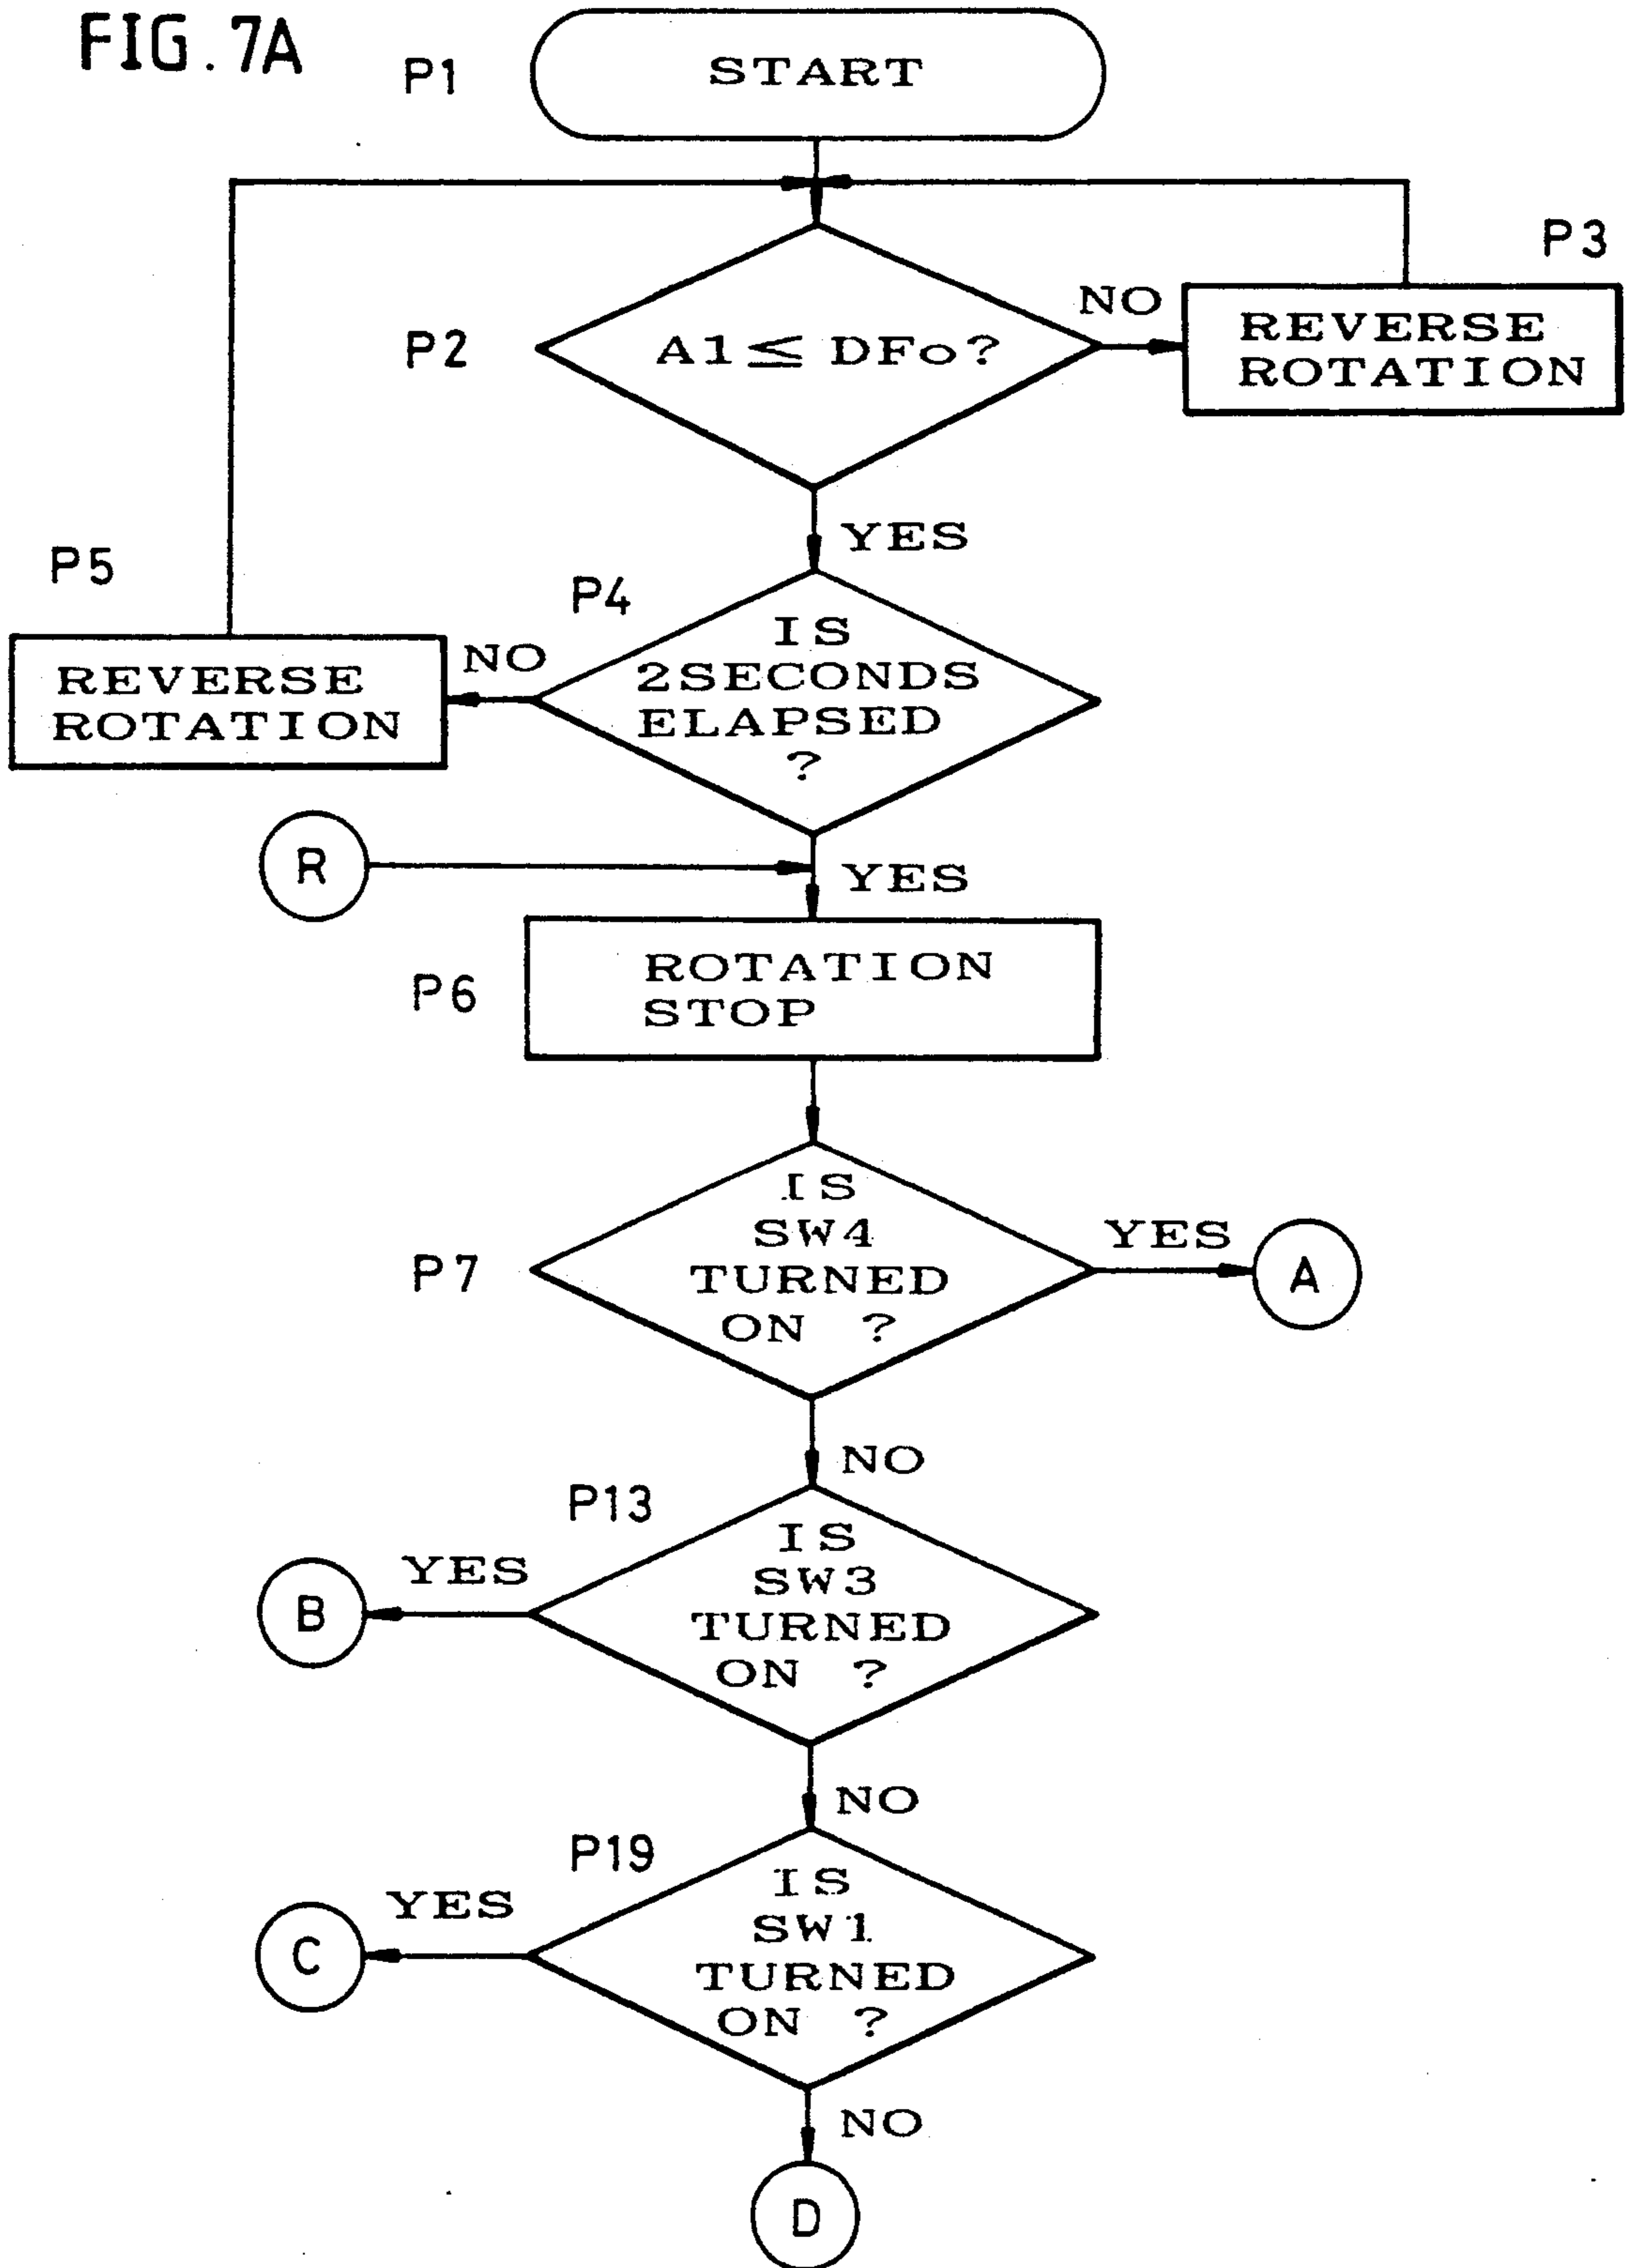 FIG. 7A
P1
START
P3
P2
A1 ≤ DFo?
NO
REVERSE
ROTATION
YES
P5
P4
IS
2SECONDS
ELAPSED
?
NO
REVERSE
ROTATION
R
YES
P6
ROTATION
STOP
P7
IS
SW4
TURNED
ON ?
YES
A
NO
P13
IS
SW3
TURNED
ON ?
YES
B
NO
P19
IS
SW1
TURNED
ON ?
YES
C
NO
D